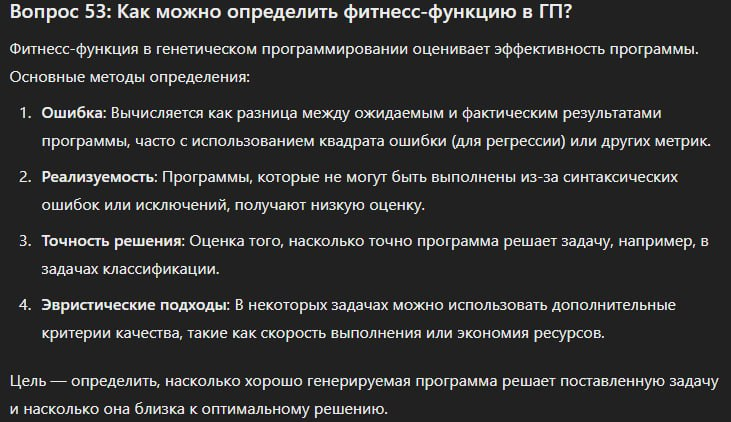 Вопрос 53: Как можно определить фитнесс-функцию в ГП?
Фитнесс-функция в генетическом программировании оценивает эффективность программы.
Основные методы определения:
1. Ошибка: Вычисляется как разница между ожидаемым и фактическим результатами
программы, часто с использованием квадрата ошибки (для регрессии) или других метрик.
2. Реализуемость: Программы, которые не могут быть выполнены из-за синтаксических
ошибок или исключений, получают низкую оценку.
3. Точность решения: Оценка того, насколько точно программа решает задачу, например, в
задачах классификации.
4. Эвристические подходы: В некоторых задачах можно использовать дополнительные
критерии качества, такие как скорость выполнения или экономия ресурсов.
Цель — определить, насколько хорошо генерируемая программа решает поставленную задачу
и насколько она близка к оптимальному решению.